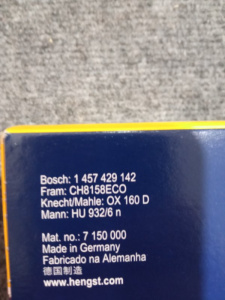 Bosch: 1 457 429 142
Fram: CH8158ECO
Knecht/Mahle: OX 160 D
Mann: HU 932/6 n
Mat. no.: 7 150 000
Made in Germany
Fabricado na Alemanha
德国制造
www.hengst.com